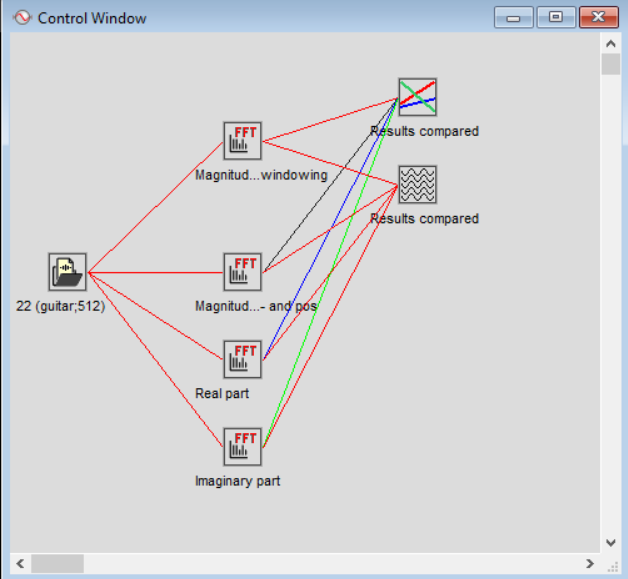 Control Window
Results compared
FFT
Magnitud...windowing
Results compared
FFT
22 (guitar;512)
Magnitud...- and pos
FFT
Real part
FFT
Imaginary part